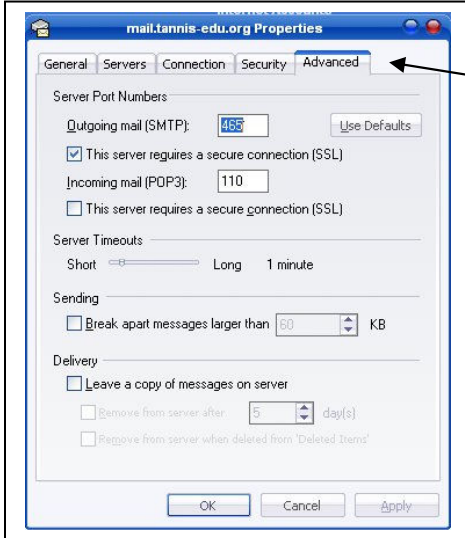 Internet Accounts
mail.tannis-edu.org Properties
General Servers Connection Security Advanced
Server Port Numbers
Outgoing mail (SMTP): 465 Use Defaults
This server requires a secure connection (SSL)
Incoming mail (POP3): 110
This server requires a secure connection (SSL)
Server Timeouts
Short Long 1 minute
Sending
Break apart messages larger than 60 KB
Delivery
Leave a copy of messages on server
Remove from server after 5 day(s)
Remove from server when deleted from 'Deleted Items'
OK Cancel Apply